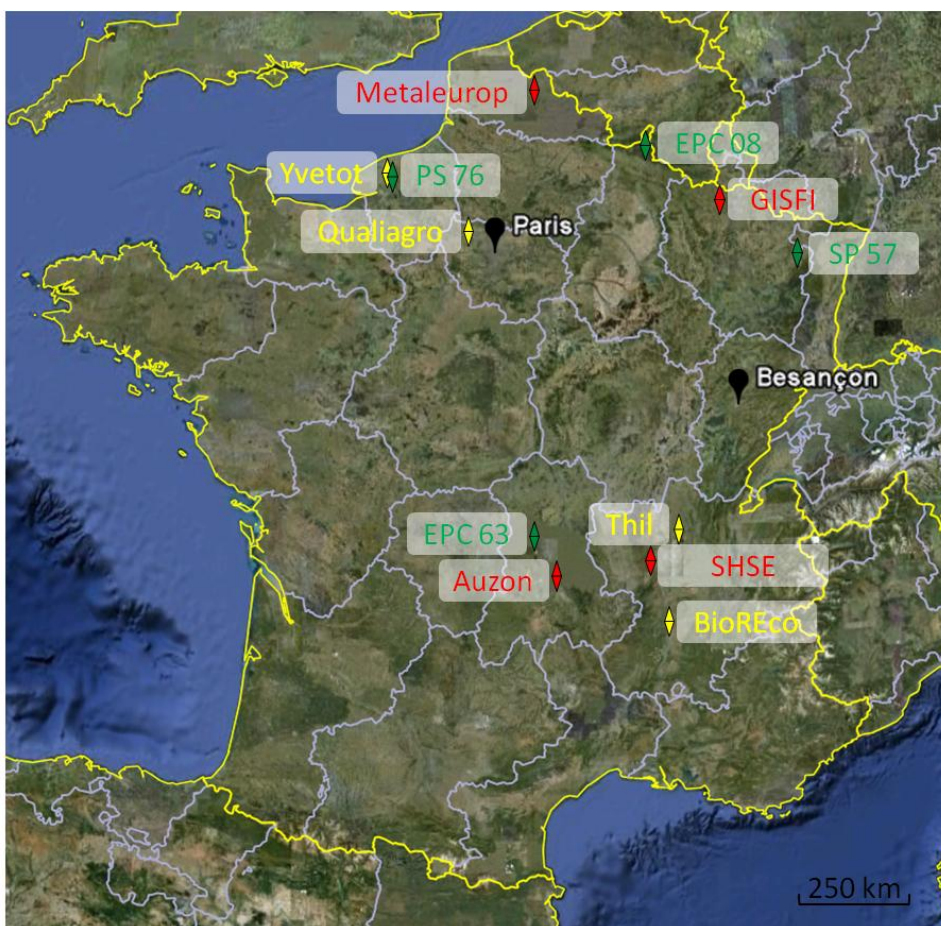 Metaleurop
EPC 08
Yvetot
PS 76
GISFI
Qualiagro
Paris
SP 57
Besançon
Thil
EPC 63
SHSE
Auzon
BioREco
250 km